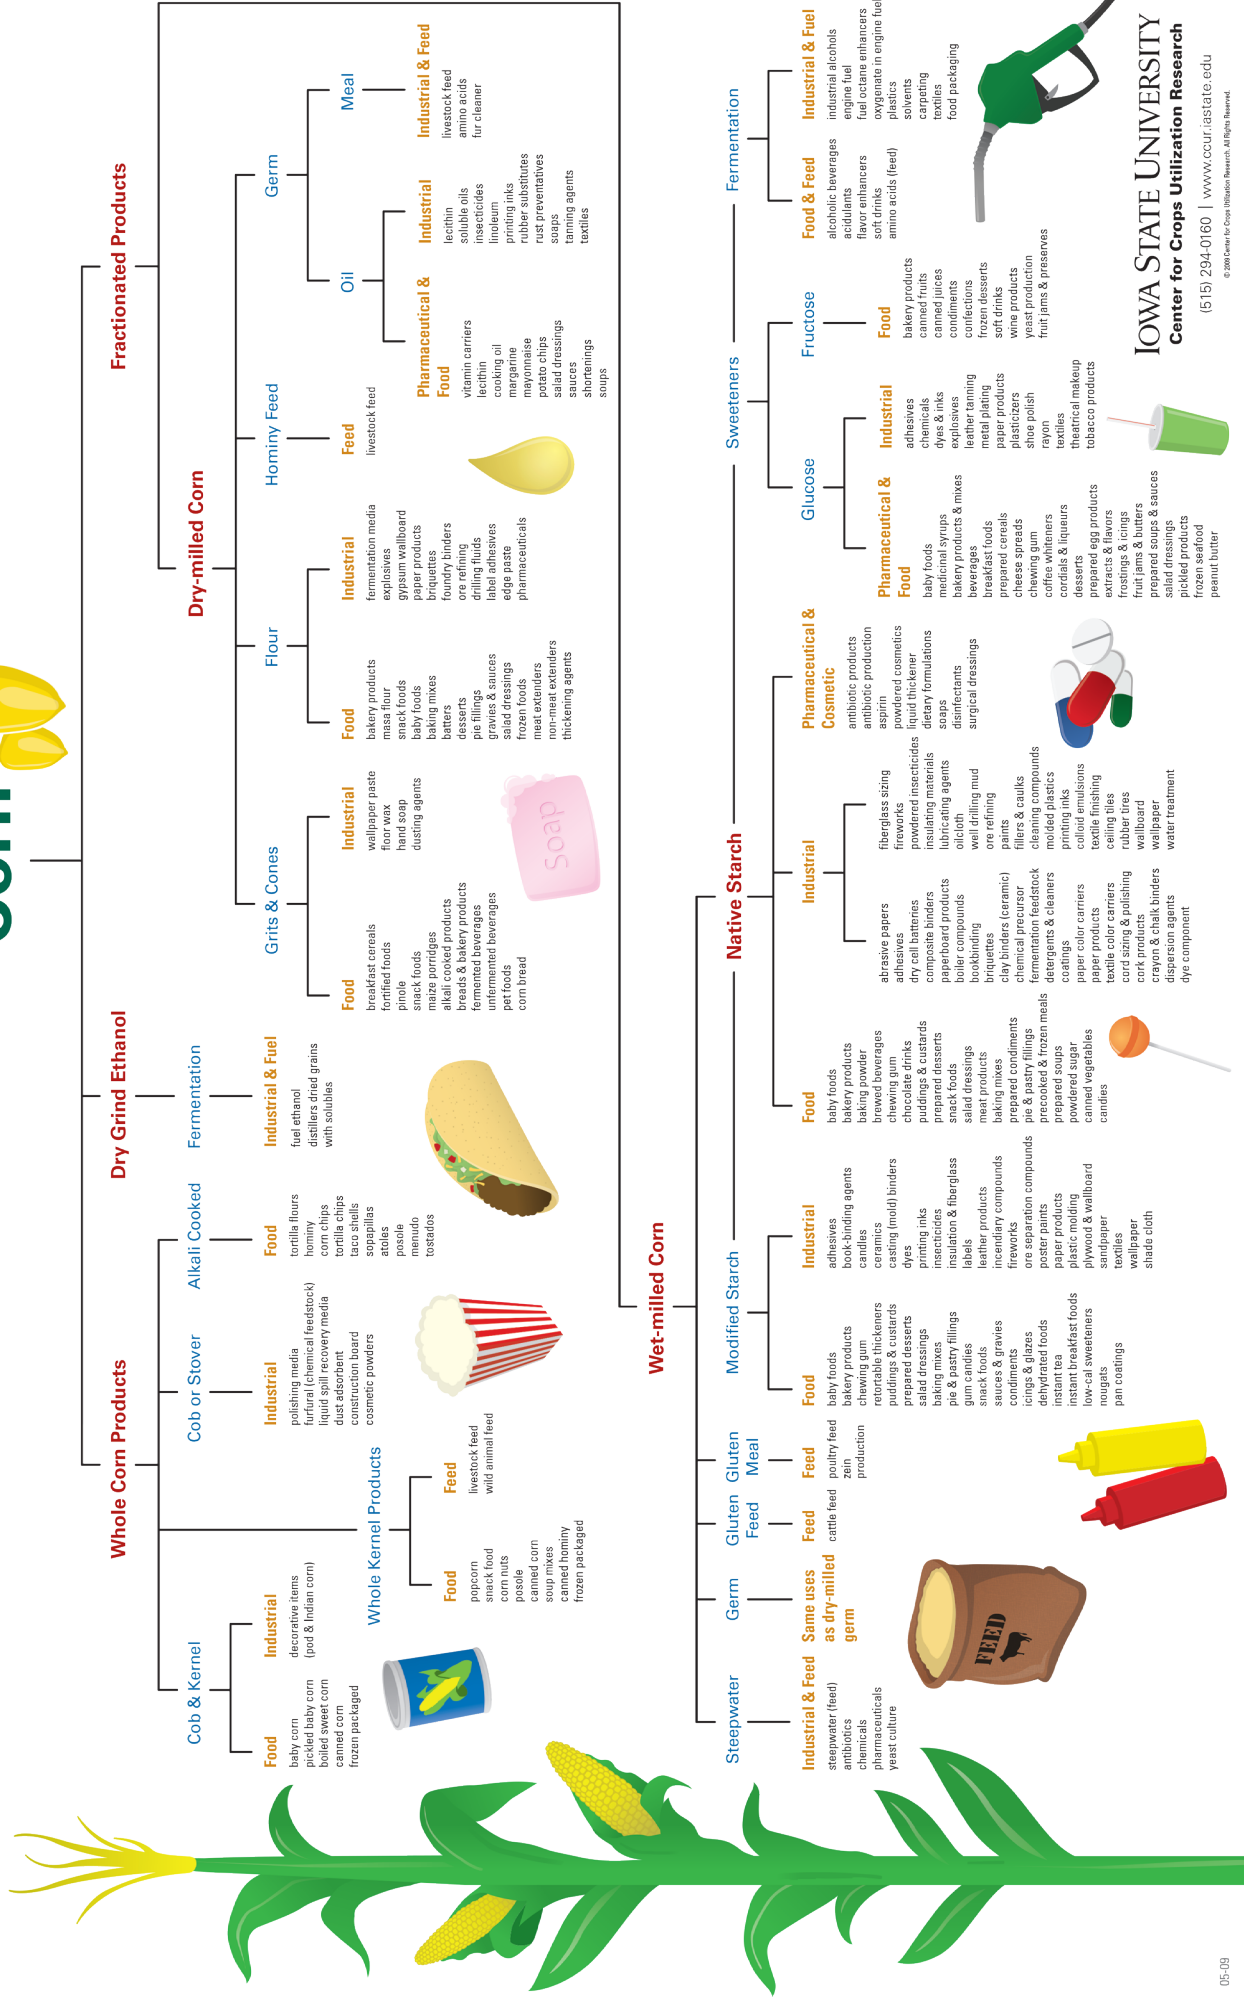 Whole Corn Products
Dry Grind Ethanol
Fractionated Products
Cob & Kernel
Food
baby corn
pickled baby corn
boiled sweet corn
canned corn
frozen packaged
Industrial
decorative items
(pod & Indian corn)
Whole Kernel Products
Food
popcorn
snack food
corn nuts
posole
canned corn
soup mixes
canned hominy
frozen packaged
Feed
livestock feed
wild animal feed
Cob or Stover
Industrial
polishing media
furfural (chemical feedstock)
liquid spill recovery media
dust adsorbent
construction board
cosmetic powders
Alkali Cooked
Food
tortilla flours
hominy
corn chips
tortilla chips
taco shells
sopapillas
atoles
posole
menudo
tostados
Fermentation
Industrial & Fuel
fuel ethanol
distillers dried grains
with solubles
Dry-milled Corn
Grits & Cones
Food
breakfast cereals
fortified foods
pinole
snack foods
maize porridges
alkali cooked products
breads & bakery products
fermented beverages
unfermented beverages
pet foods
corn bread
Industrial
wallpaper paste
floor wax
hand soap
dusting agents
Soap
Flour
Food
bakery products
masa flour
snack foods
baby foods
baking mixes
batters
desserts
pie fillings
gravies & sauces
salad dressings
frozen foods
meat extenders
non-meat extenders
thickening agents
Industrial
fermentation media
explosives
gypsum wallboard
paper products
briquettes
foundry binders
ore refining
drilling fluids
label adhesives
edge paste
pharmaceuticals
Hominy Feed
Feed
livestock feed
Germ
Oil
Pharmaceutical &
Food
vitamin carriers
lecithin
cooking oil
margarine
mayonnaise
potato chips
salad dressings
sauces
shortenings
soups
Industrial
lecithin
soluble oils
insecticides
linoleum
printing inks
rubber substitutes
rust preventatives
soaps
tanning agents
textiles
Meal
Industrial & Feed
livestock feed
amino acids
fur cleaner
Wet-milled Corn
Steepwater
Industrial & Feed
steepwater (feed)
antibiotics
chemicals
pharmaceuticals
yeast culture
Germ
Same uses
as dry-milled
germ
FEED
Gluten
Feed
Feed
cattle feed
Gluten
Meal
Feed
poultry feed
zein
production
Modified Starch
Food
baby foods
bakery products
chewing gum
retortable thickeners
puddings & custards
prepared desserts
salad dressings
baking mixes
pie & pastry fillings
gum candies
snack foods
sauces & gravies
condiments
icings & glazes
dehydrated foods
instant tea
instant breakfast foods
low-cal sweeteners
nougats
pan coatings
Industrial
adhesives
book-binding agents
candles
ceramics
casting (mold) binders
dyes
printing inks
insecticides
insulation & fiberglass
labels
leather products
incendiary compounds
fireworks
ore separation compounds
poster paints
paper products
plastic molding
plywood & wallboard
sandpaper
textiles
wallpaper
shade cloth
Native Starch
Food
baby foods
bakery products
baking powder
brewed beverages
chewing gum
chocolate drinks
puddings & custards
prepared desserts
snack foods
salad dressings
meat products
baking mixes
prepared condiments
pie & pastry fillings
precooked & frozen meals
prepared soups
powdered sugar
canned vegetables
candies
Industrial
abrasive papers
adhesives
dry cell batteries
composite binders
paperboard products
boiler compounds
bookbinding
briquettes
clay binders (ceramic)
chemical precursor
fermentation feedstock
detergents & cleaners
coatings
paper color carriers
paper products
textile color carriers
cord sizing & polishing
cork products
crayon & chalk binders
dispersion agents
dye component
fiberglass sizing
fireworks
powdered insecticides
insulating materials
lubricating agents
oilcloth
well drilling mud
ore refining
paints
fillers & caulks
cleaning compounds
molded plastics
printing inks
colloid emulsions
textile finishing
ceiling tiles
rubber tires
wallboard
wallpaper
water treatment
Pharmaceutical &
Cosmetic
antibiotic products
antibiotic production
aspirin
powdered cosmetics
liquid thickener
dietary formulations
soaps
disinfectants
surgical dressings
Sweeteners
Glucose
Pharmaceutical &
Food
baby foods
medicinal syrups
bakery products & mixes
beverages
breakfast foods
prepared cereals
cheese spreads
chewing gum
coffee whiteners
cordials & liqueurs
desserts
prepared egg products
extracts & flavors
frostings & icings
fruit jams & butters
prepared soups & sauces
salad dressings
pickled products
frozen seafood
peanut butter
Industrial
adhesives
chemicals
dyes & inks
explosives
leather tanning
metal plating
paper products
plasticizers
shoe polish
rayon
textiles
theatrical makeup
tobacco products
Fructose
Food
bakery products
canned fruits
canned juices
condiments
confections
frozen desserts
soft drinks
wine products
yeast production
fruit jams & preserves
Fermentation
Food & Feed
alcoholic beverages
acidulants
flavor enhancers
soft drinks
amino acids (feed)
Industrial & Fuel
industrial alcohols
engine fuel
fuel octane enhancers
oxygenate in engine fuel
plastics
solvents
carpeting
textiles
food packaging
IOWA STATE UNIVERSITY
Center for Crops Utilization Research
(515) 294-0160 | www.ccur.iastate.edu
© 2009 Center for Crops Utilization Research. All Rights Reserved.
05-09